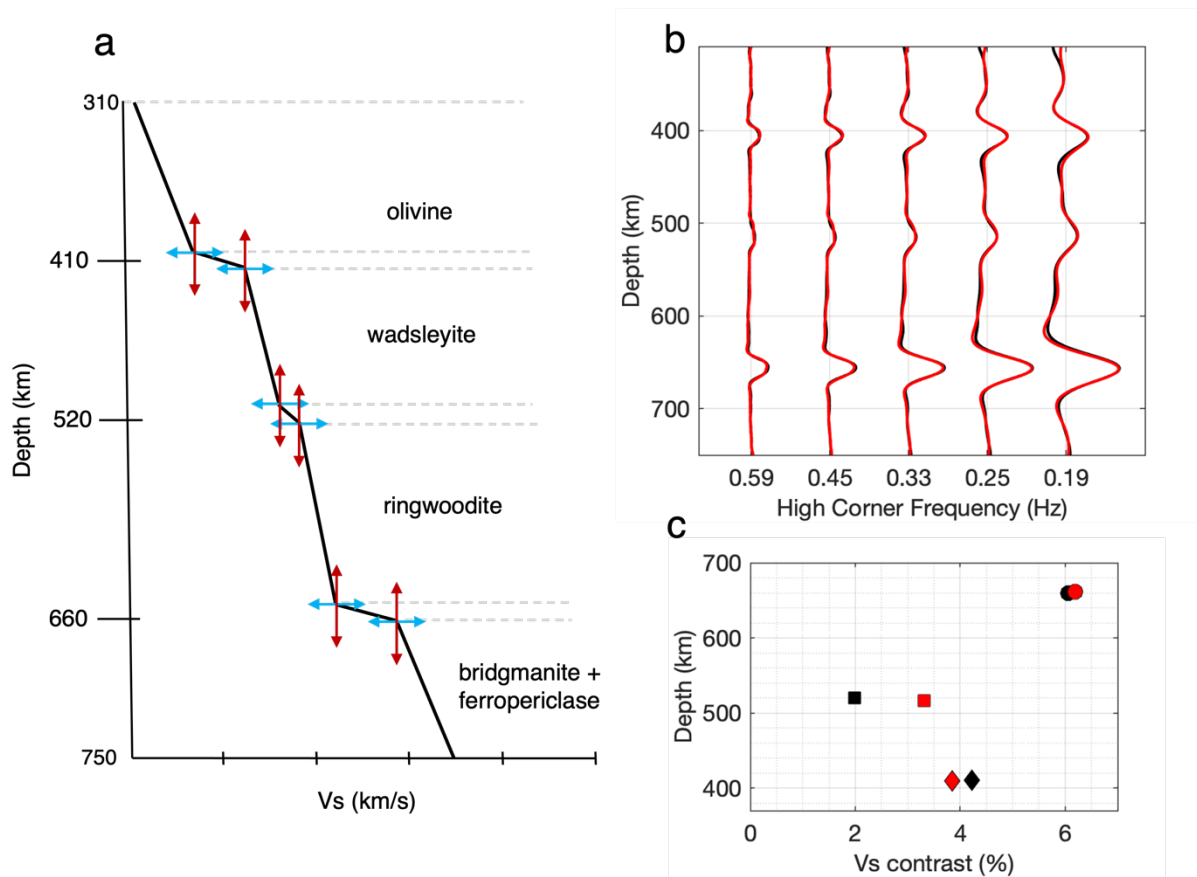 a
310
410
520
660
750
Depth (km)
olivine
wadsleyite
ringwoodite
bridgmanite +
ferropericlase
Vs (km/s)
b
400
500
600
700
Depth (km)
0.59 0.45 0.33 0.25 0.19
High Corner Frequency (Hz)
c
700
600
500
400
Depth (km)
0 2 4 6
Vs contrast (%)